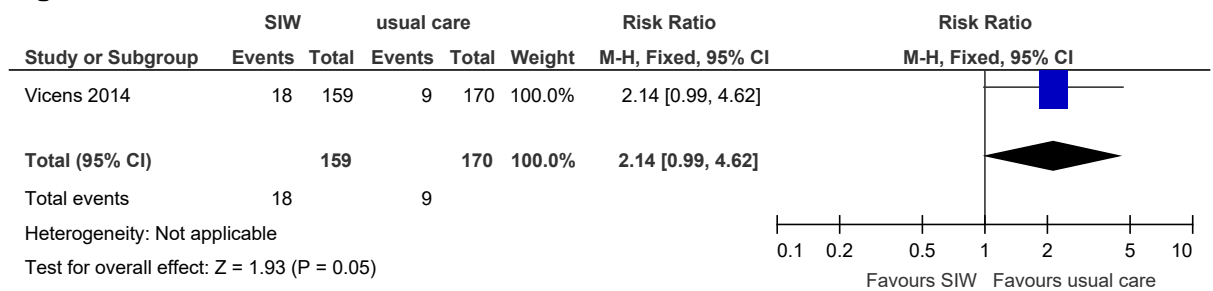 SIW usual care Risk Ratio Risk Ratio
Study or Subgroup Events Total Events Total Weight M-H, Fixed, 95% CI M-H, Fixed, 95% CI
Vicens 2014 18 159 9 170 100.0% 2.14 [0.99, 4.62]
Total (95% CI) 159 170 100.0% 2.14 [0.99, 4.62]
Total events 18 9
Heterogeneity: Not applicable
Test for overall effect: Z = 1.93 (P = 0.05)
0.1 0.2 0.5 1 2 5 10
Favours SIW Favours usual care